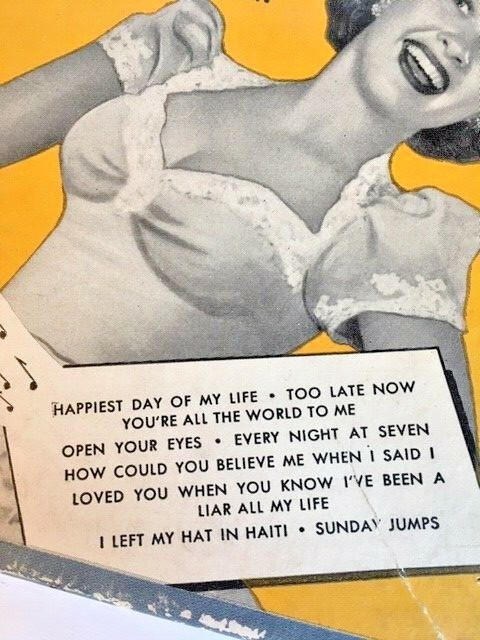 HAPPIEST DAY OF MY LIFE • TOO LATE NOW
YOU'RE ALL THE WORLD TO ME
OPEN YOUR EYES • EVERY NIGHT AT SEVEN
HOW COULD YOU BELIEVE ME WHEN I SAID I
LOVED YOU WHEN YOU KNOW I'VE BEEN A
LIAR ALL MY LIFE
I LEFT MY HAT IN HAITI • SUNDAY JUMPS